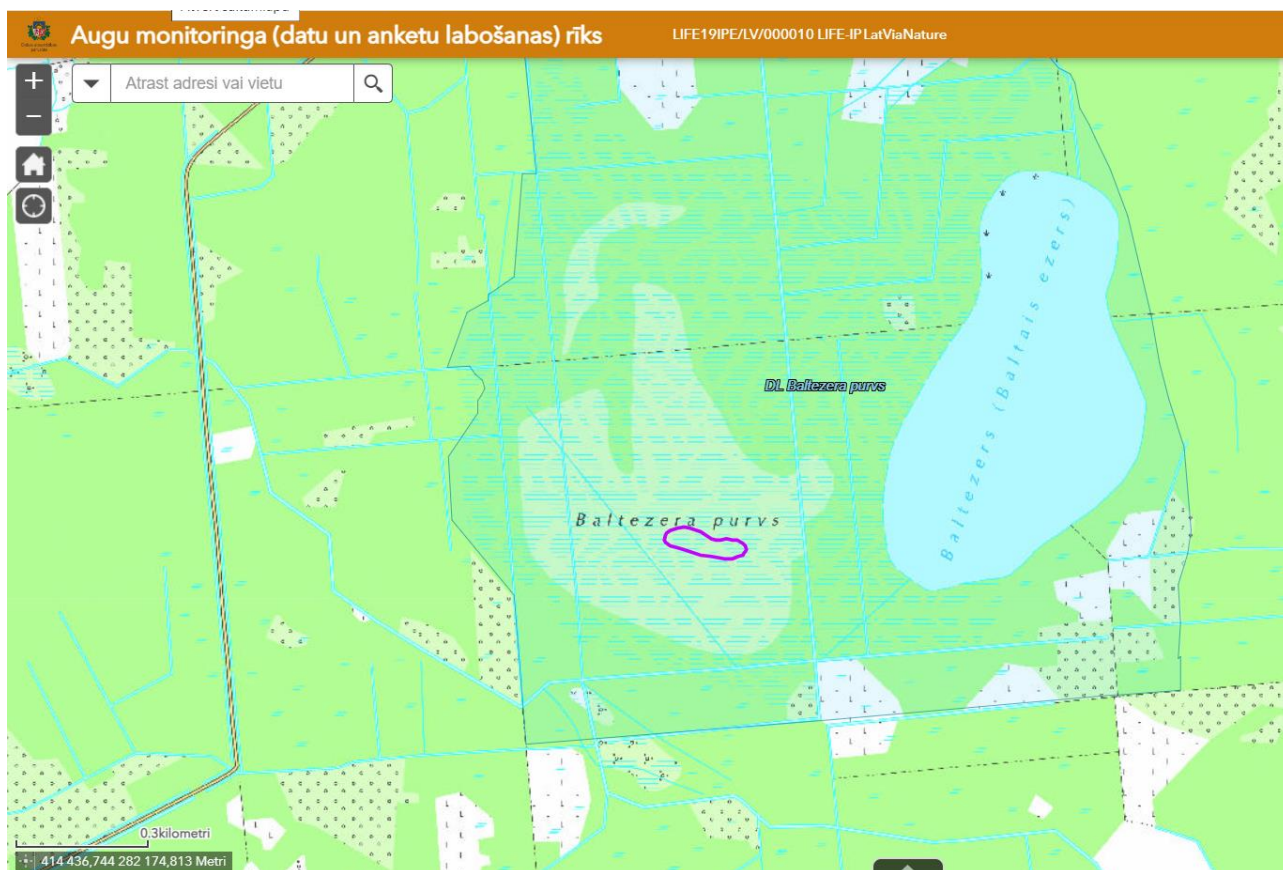 Augu monitoringa (datu un anketu labošanas) rīks
LIFE19IPE/LV/000010 LIFE-IP LatViaNature
Atrast adresi vai vietu
DL Baltezera purvs
Baltezers (Baltais ezers)
Baltezera purvs
0.3kilometri
414 436,744 282 174,813 Metri